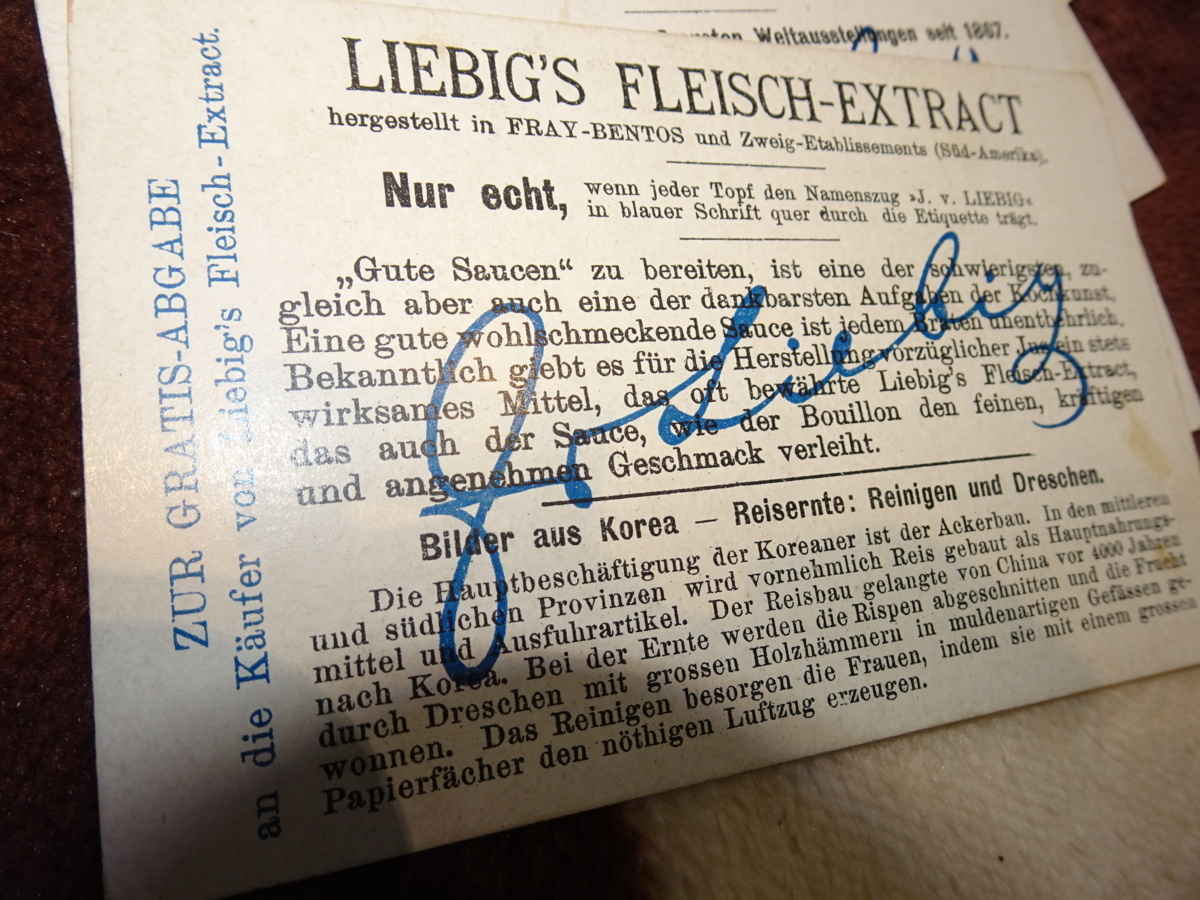 Weltausstellungen seit 1867.
LIEBIG'S FLEISCH-EXTRACT
hergestellt in FRAY-BENTOS und Zweig-Etablissements (Süd-Amerika).
Nur echt, wenn jeder Topf den Namenszug »J. v. LIEBIG«
in blauer Schrift quer durch die Etiquette trägt.
„Gute Saucen“ zu bereiten, ist eine der schwierigsten, zu-
gleich aber auch eine der dankbarsten Aufgaben der Kochkunst.
Eine gute wohlschmeckende Sauce ist jedem Braten unentbehrlich.
Bekanntlich giebt es für die Herstellung vorzüglicher Jus ein stets
wirksames Mittel, das oft bewährte Liebig's Fleisch-Extract,
das auch der Sauce, wie der Bouillon den feinen, kräftigen
und angenehmen Geschmack verleiht.
J v Liebig
Bilder aus Korea — Reisernte: Reinigen und Dreschen.
Die Hauptbeschäftigung der Koreaner ist der Ackerbau. In den mittleren
und südlichen Provinzen wird vornehmlich Reis gebaut als Hauptnahrungs-
mittel und Ausfuhrartikel. Der Reisbau gelangte von China vor 4000 Jahren
nach Korea. Bei der Ernte werden die Rispen abgeschnitten und die Frucht
durch Dreschen mit grossen Holzhämmern in muldenartigen Gefässen ge-
wonnen. Das Reinigen besorgen die Frauen, indem sie mit einem grossen
Papierfächer den nöthigen Luftzug erzeugen.
ZUR GRATIS-ABGABE
an die Käufer von Liebig's Fleisch-Extract.